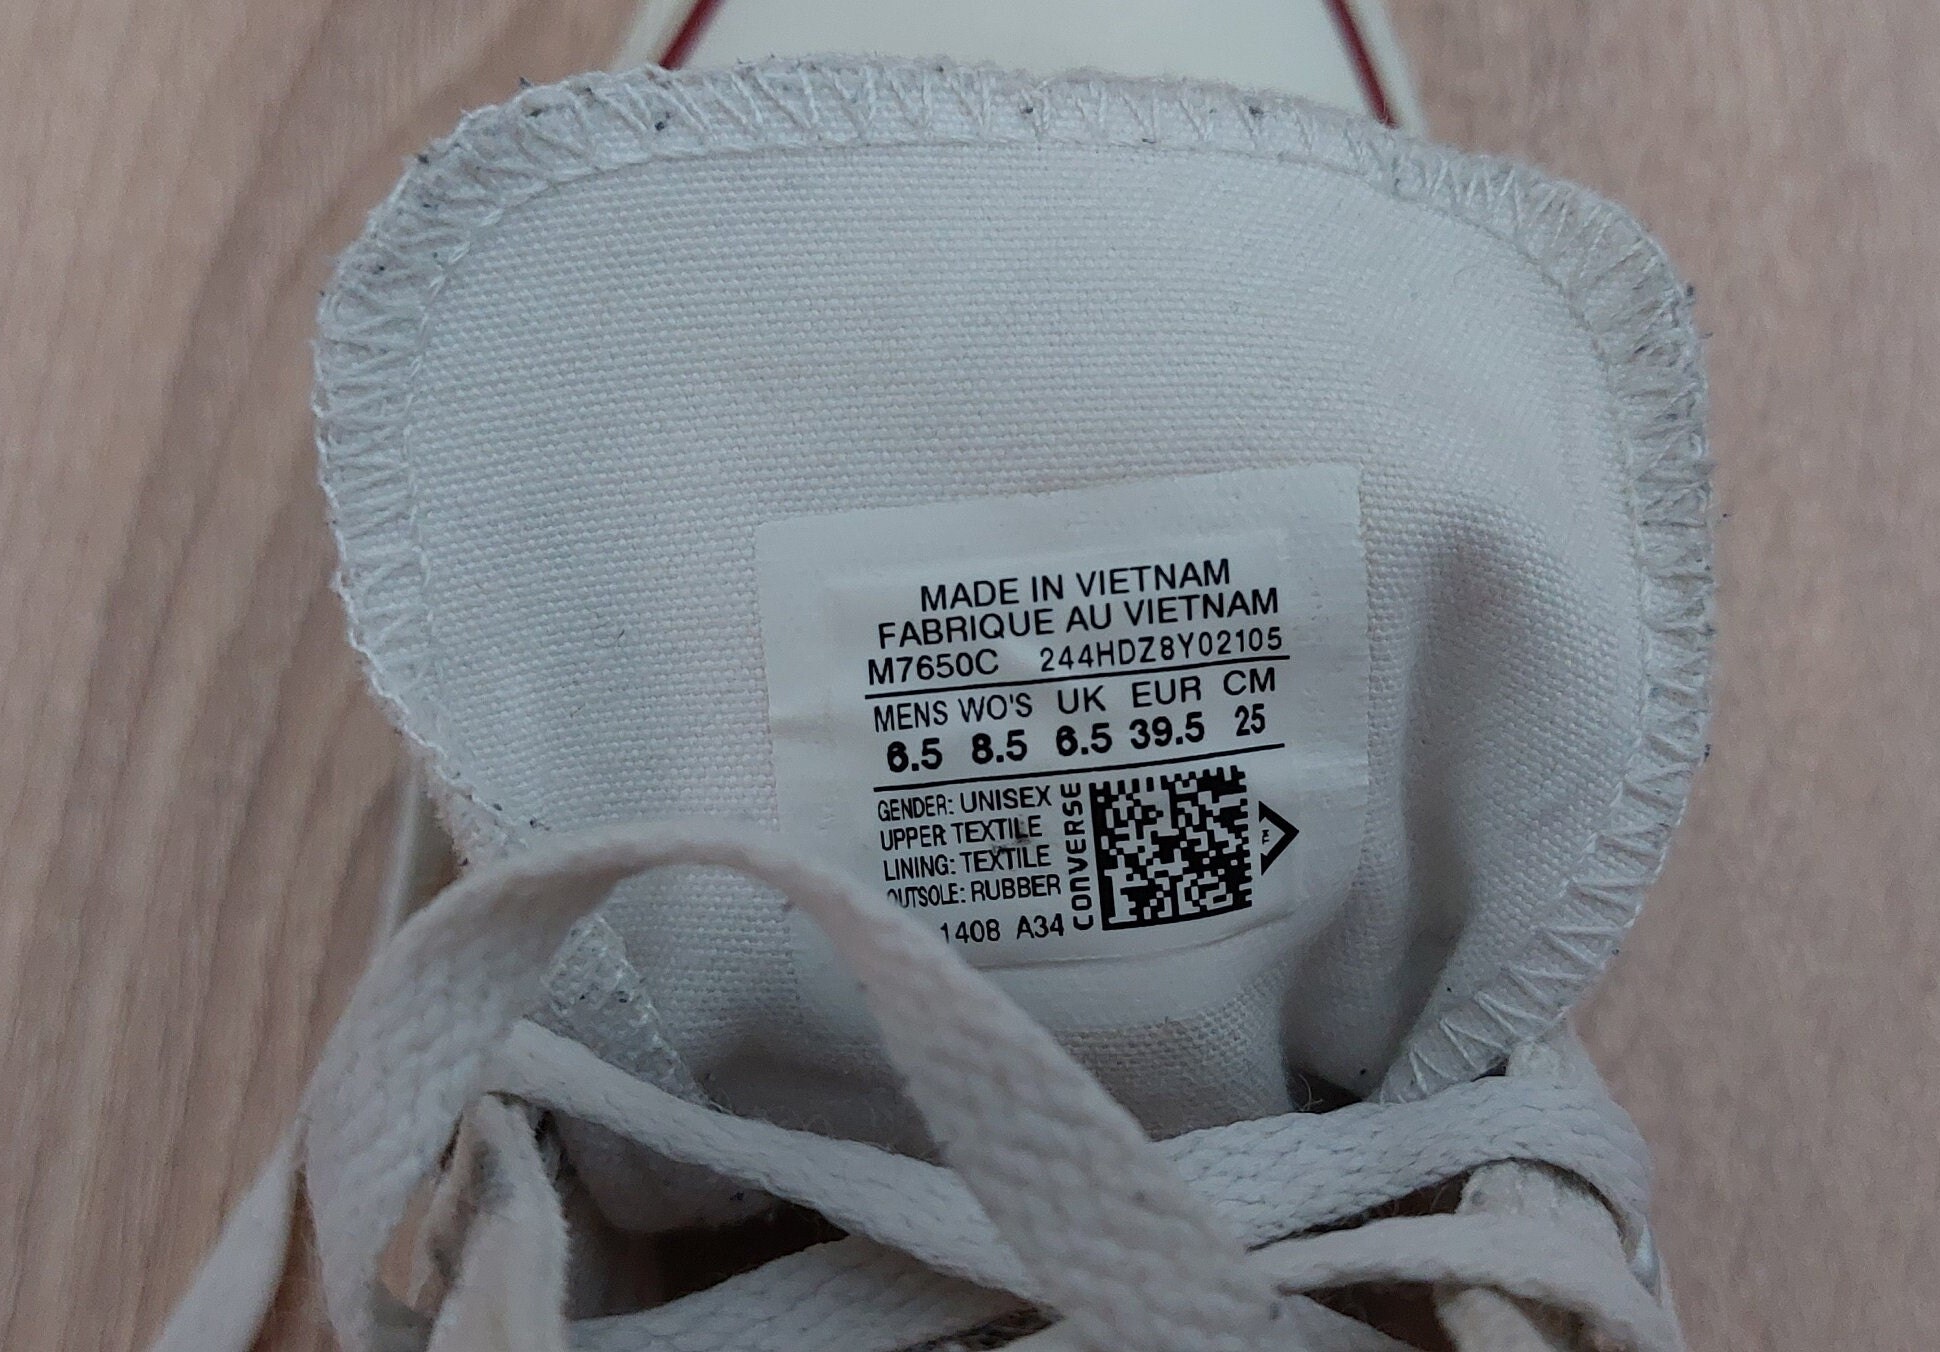 MADE IN VIETNAM
FABRIQUE AU VIETNAM
M7650C 244HDZ8Y02105
MENS WO'S UK EUR CM
6.5 8.5 6.5 39.5 25
GENDER: UNISEX
UPPER TEXTILE
LINING: TEXTILE
OUTSOLE: RUBBER
1408 A34
CONVERSE